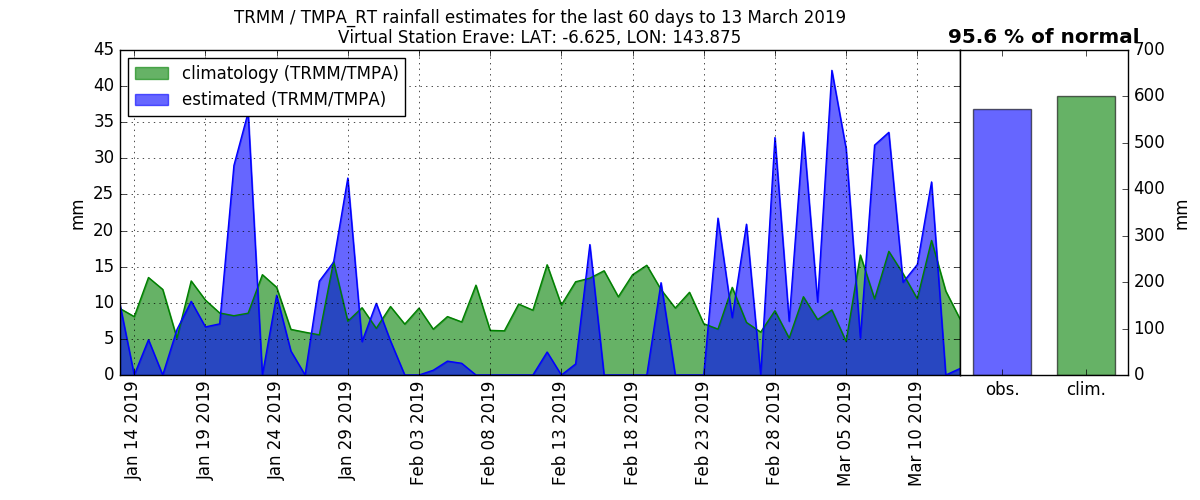 TRMM / TMPA_RT rainfall estimates for the last 60 days to 13 March 2019
Virtual Station Erave: LAT: -6.625, LON: 143.875
95.6 % of normal
climatology (TRMM/TMPA)
estimated (TRMM/TMPA)
45
40
35
30
25
20
15
10
5
0
mm
Jan 14 2019
Jan 19 2019
Jan 24 2019
Jan 29 2019
Feb 03 2019
Feb 08 2019
Feb 13 2019
Feb 18 2019
Feb 23 2019
Feb 28 2019
Mar 05 2019
Mar 10 2019
obs.
clim.
700
600
500
400
300
200
100
0
mm